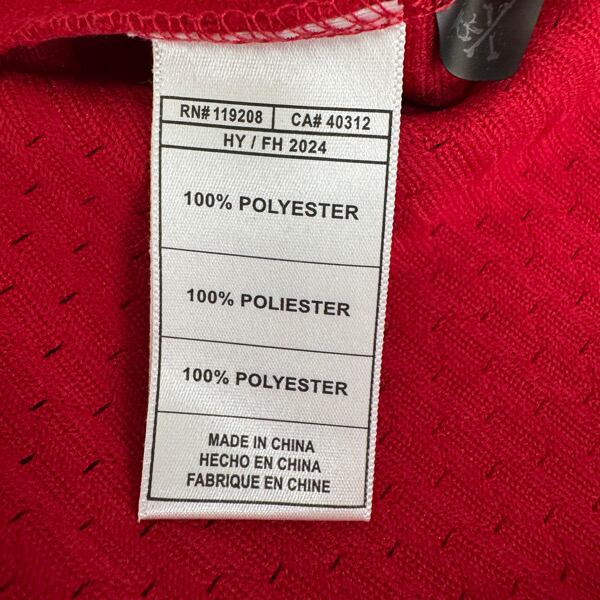 RN# 119208 CA# 40312
HY / FH 2024
100% POLYESTER
100% POLIESTER
100% POLYESTER
MADE IN CHINA
HECHO EN CHINA
FABRIQUE EN CHINE